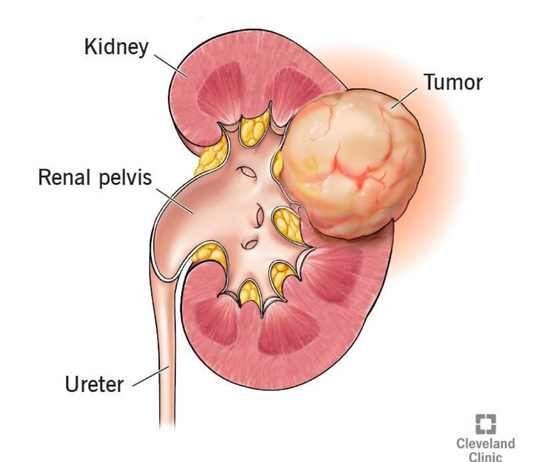 Kidney
Tumor
Renal pelvis
Ureter
Cleveland
Clinic